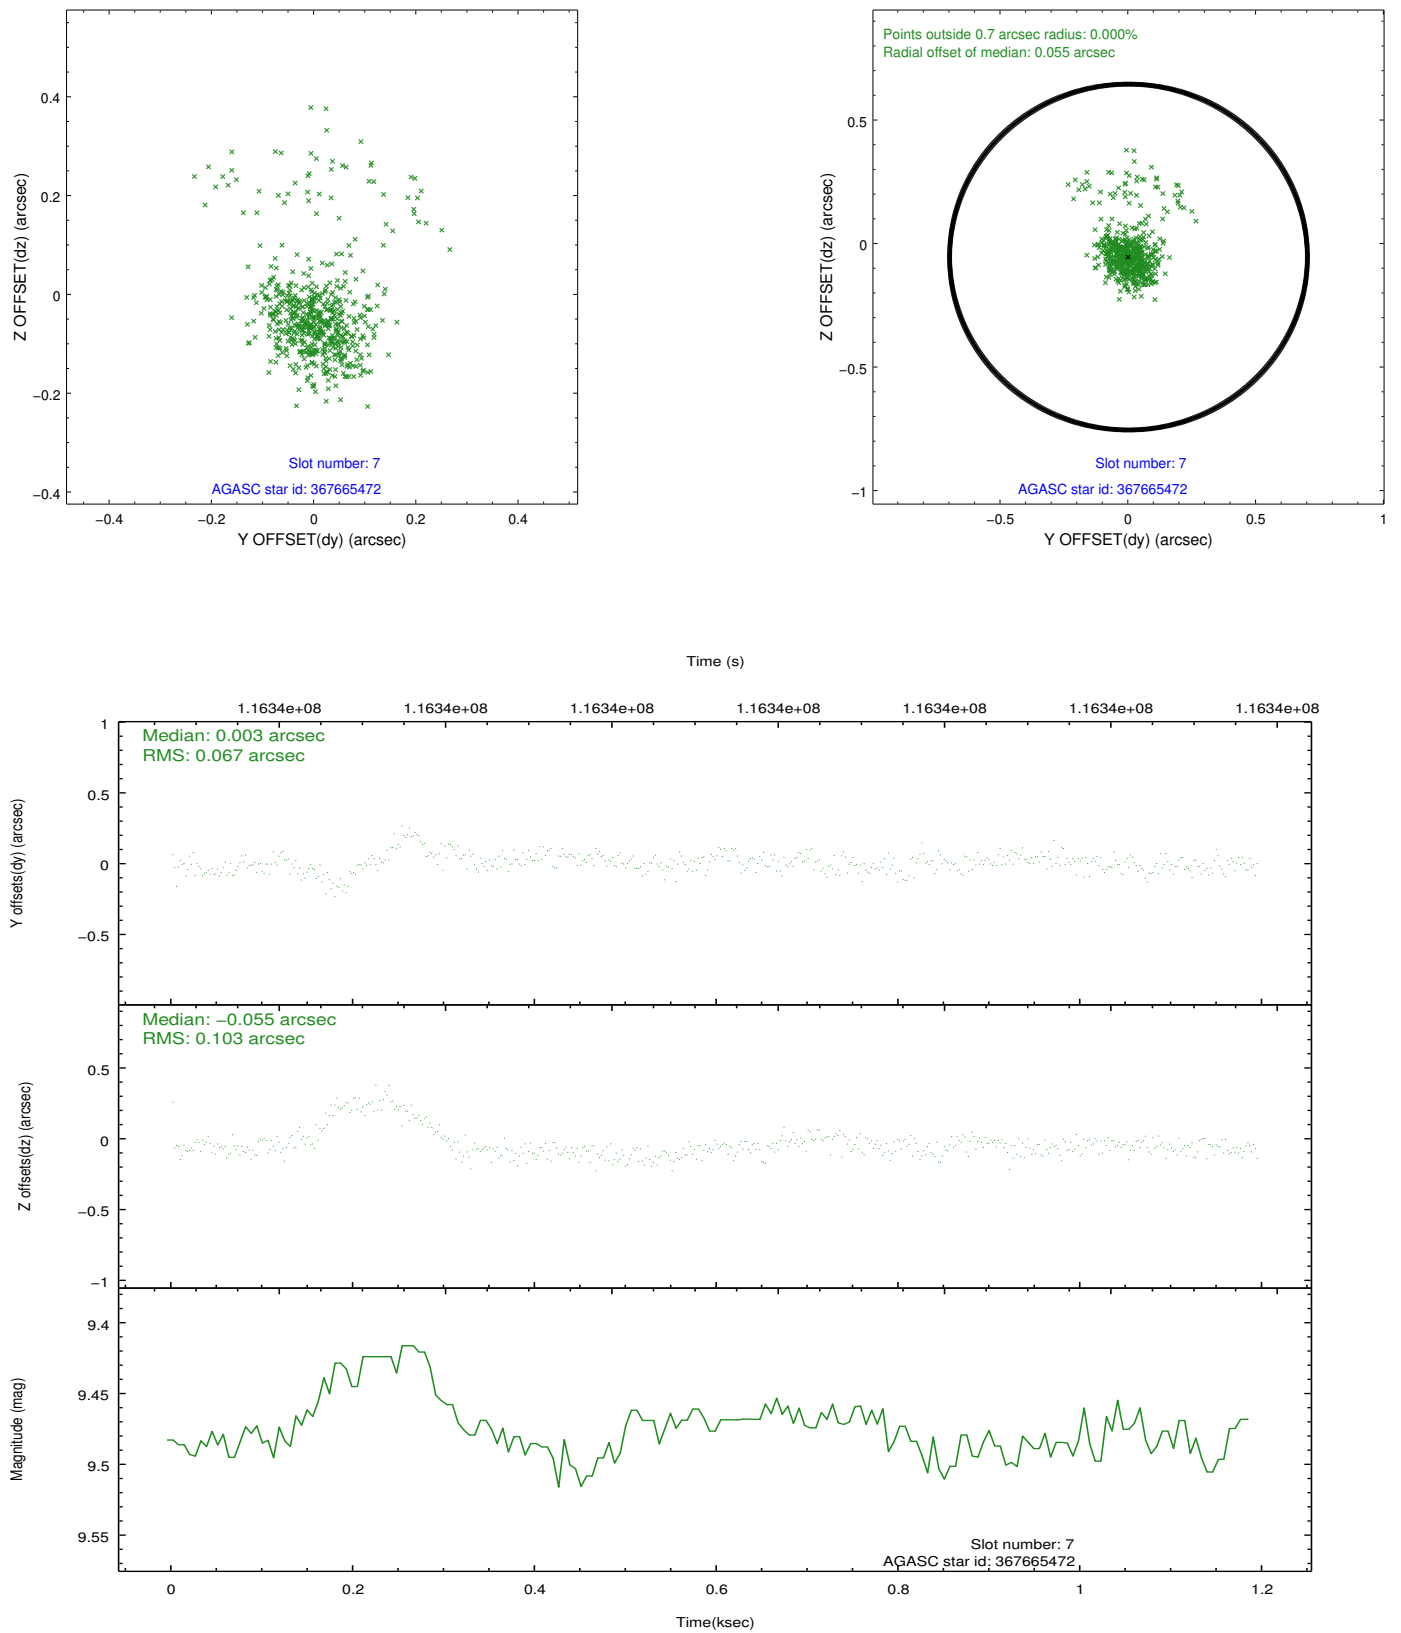 0.4
0.2
0
−0.2
−0.4
Z OFFSET(dz) (arcsec)
Slot number: 7
AGASC star id: 367665472
−0.4 −0.2 0 0.2 0.4
Y OFFSET(dy) (arcsec)
Points outside 0.7 arcsec radius: 0.000%
Radial offset of median: 0.055 arcsec
0.5
0
−0.5
−1
Z OFFSET(dz) (arcsec)
Slot number: 7
AGASC star id: 367665472
−0.5 0 0.5 1
Y OFFSET(dy) (arcsec)
Time (s)
1.1634e+08 1.1634e+08 1.1634e+08 1.1634e+08 1.1634e+08 1.1634e+08 1.1634e+08
Median: 0.003 arcsec
RMS: 0.067 arcsec
1
0.5
0
−0.5
Y offsets(dy) (arcsec)
Median: −0.055 arcsec
RMS: 0.103 arcsec
0.5
0
−0.5
−1
Z offsets(dz) (arcsec)
9.4
9.45
9.5
9.55
Magnitude (mag)
Slot number: 7
AGASC star id: 367665472
0 0.2 0.4 0.6 0.8 1 1.2
Time(ksec)